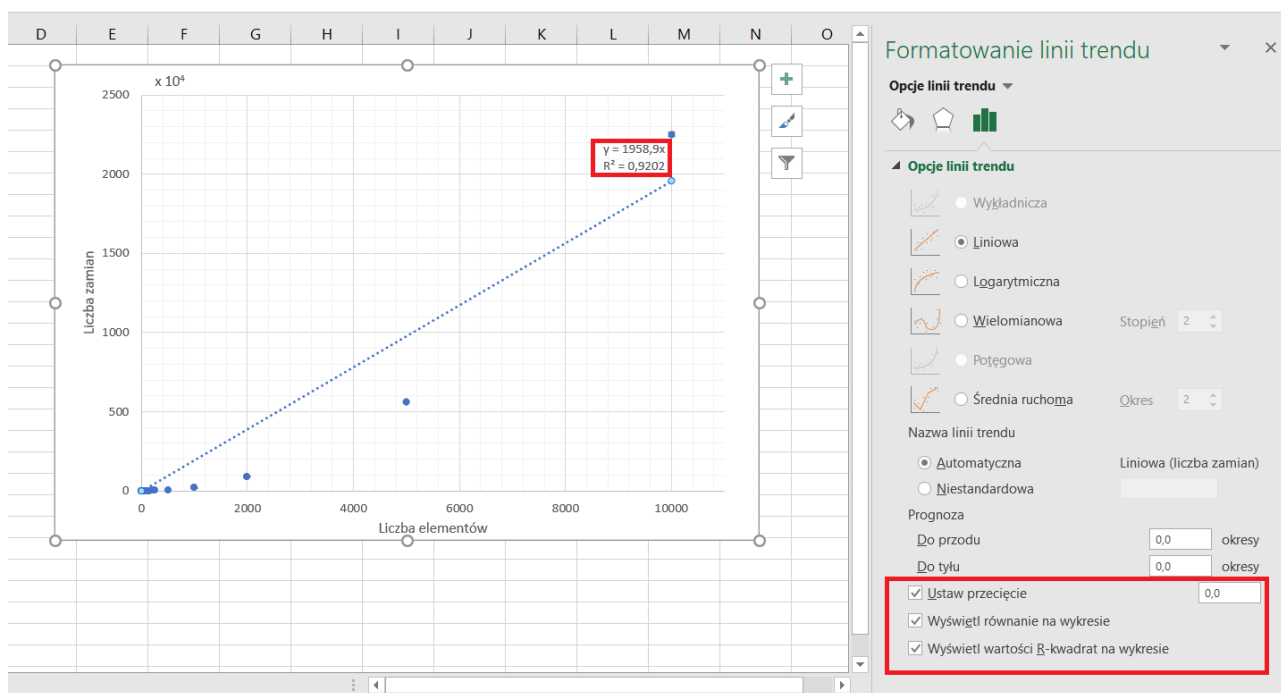 D E F G H I J K L M N O
x 10⁴
2500
2000
1500
1000
500
0
Liczba zamian
y = 1958,9x
R² = 0,9202
0 2000 4000 6000 8000 10000
Liczba elementów
Formatowanie linii trendu
Opcje linii trendu
Opcje linii trendu
Wykładnicza
Liniowa
Logarytmiczna
Wielomianowa Stopień 2
Potęgowa
Średnia ruchoma Okres 2
Nazwa linii trendu
Automatyczna Liniowa (liczba zamian)
Niestandardowa
Prognoza
Do przodu 0,0 okresy
Do tyłu 0,0 okresy
Ustaw przecięcie 0,0
Wyświetl równanie na wykresie
Wyświetl wartości R-kwadrat na wykresie